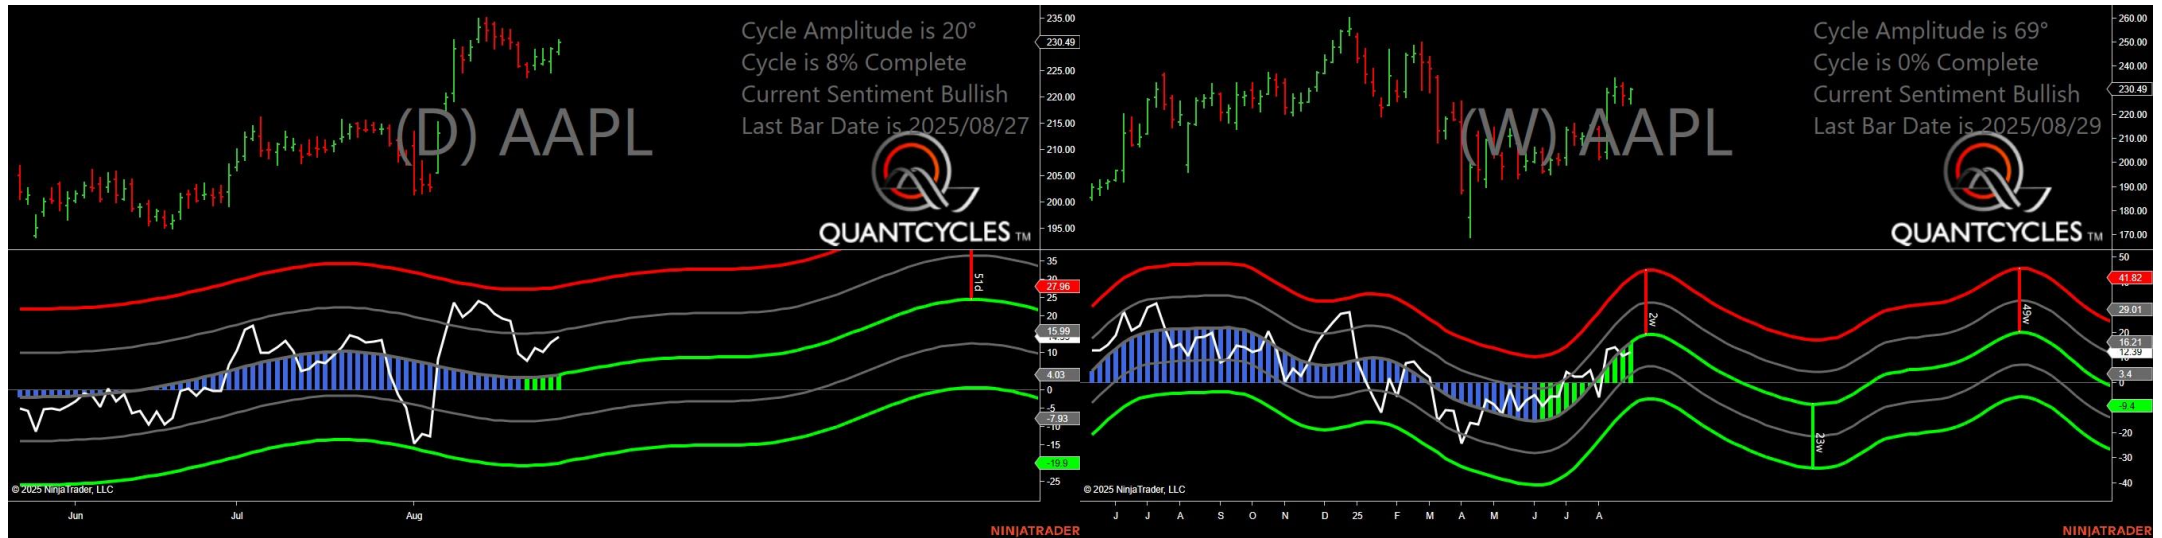 Cycle Amplitude is 20°
Cycle is 8% Complete
Current Sentiment Bullish
Last Bar Date is 2025/08/27
(D) AAPL
QUANTCYCLES TM
235.00
230.49
225.00
220.00
215.00
210.00
205.00
200.00
195.00
51d
35
30
27.96
25
20
15.99
10
4.03
0
-5
-7.93
-10
-15
-19.9
-25
© 2025 NinjaTrader, LLC
Jun Jul Aug
NINJATRADER
Cycle Amplitude is 69°
Cycle is 0% Complete
Current Sentiment Bullish
Last Bar Date is 2025/08/29
(W) AAPL
QUANTCYCLES TM
260.00
250.00
240.00
230.49
220.00
210.00
200.00
190.00
180.00
170.00
2w
49w
23w
50
41.82
29.01
20
16.21
12.39
3.4
0
-9.4
-20
-30
-40
© 2025 NinjaTrader, LLC
J J A S O N D 25 F M A M J J A
NINJATRADER